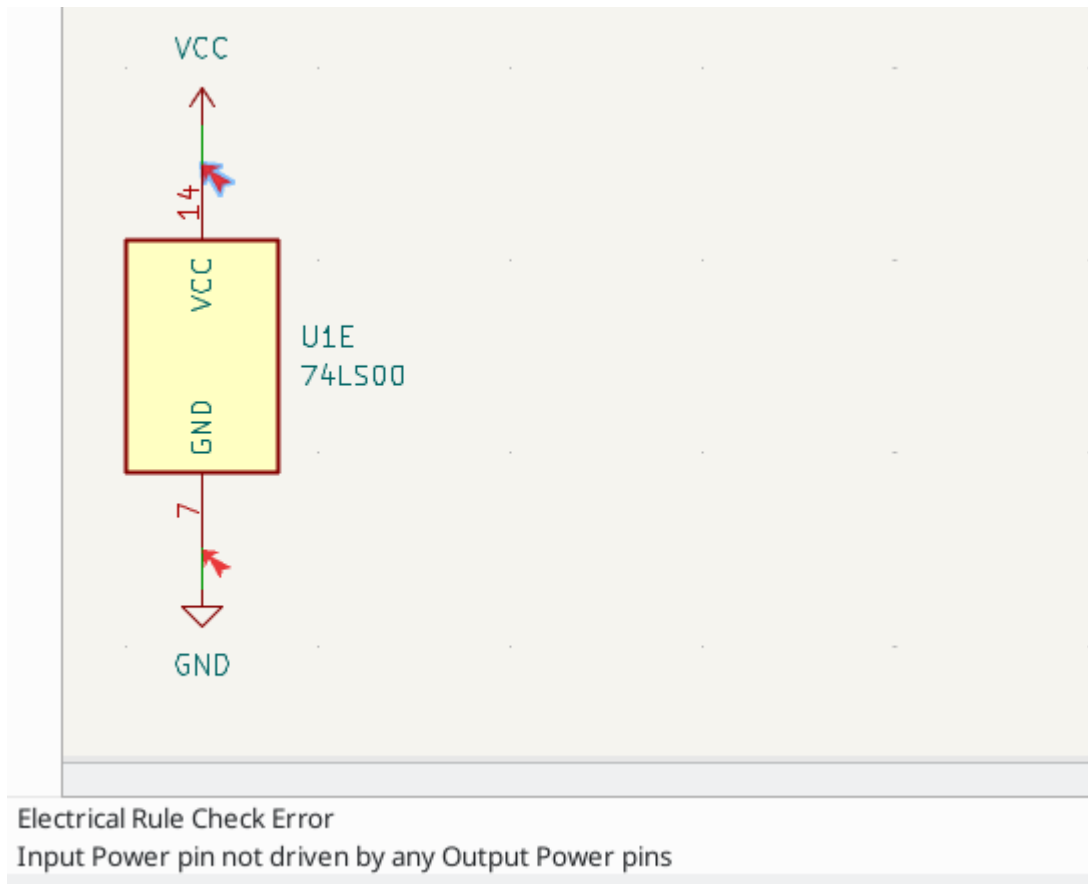 VCC
14
VCC
U1E
74LS00
GND
7
GND
Electrical Rule Check Error
Input Power pin not driven by any Output Power pins